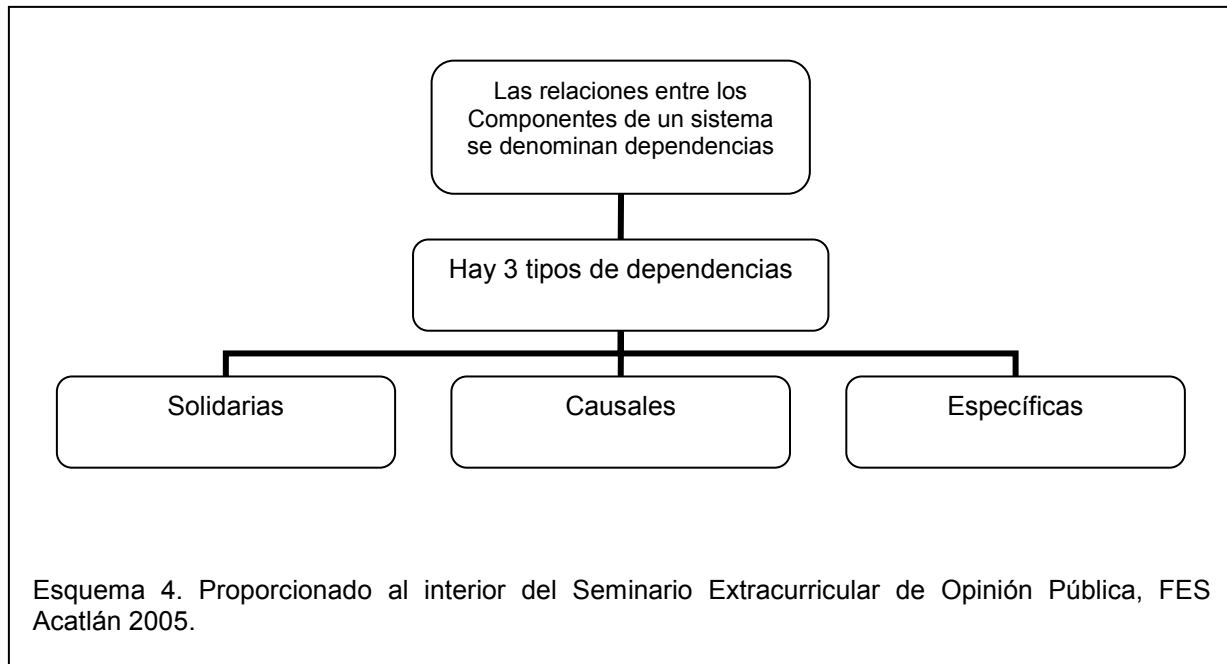 Las relaciones entre los
Componentes de un sistema
se denominan dependencias
Hay 3 tipos de dependencias
Solidarias
Causales
Específicas
Esquema 4. Proporcionado al interior del Seminario Extracurricular de Opinión Pública, FES
Acatlán 2005.